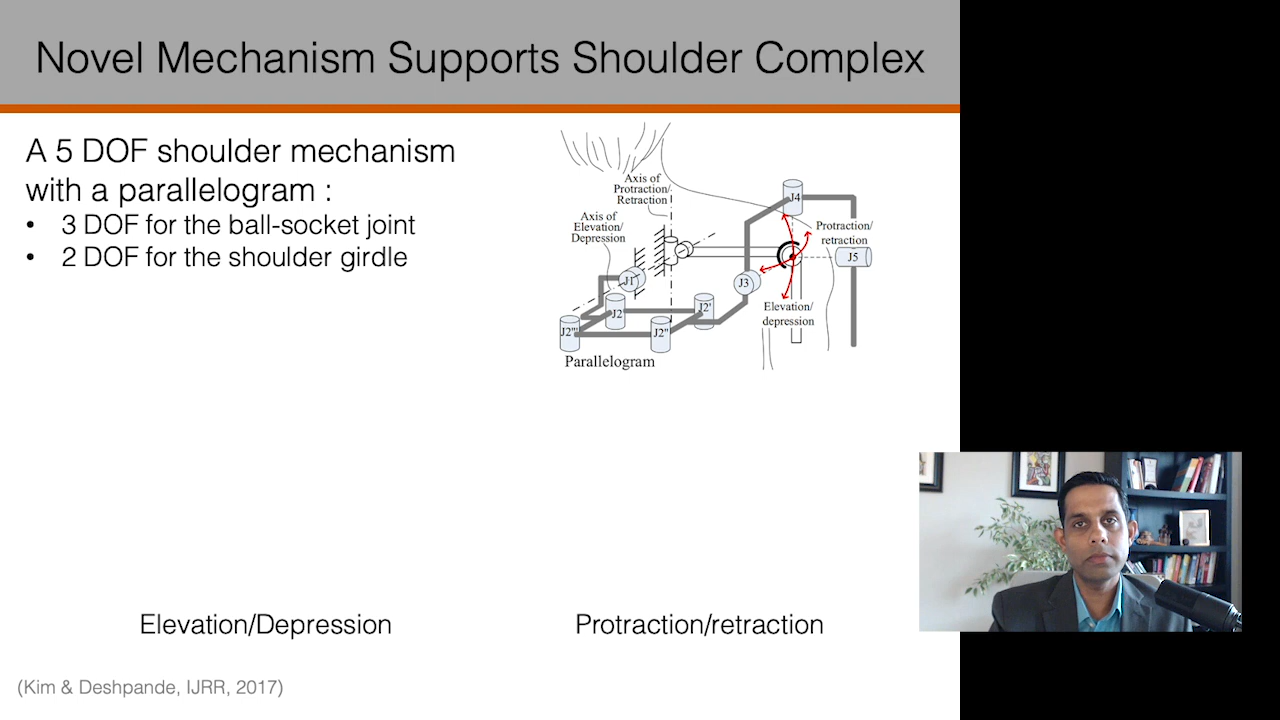 Novel Mechanism Supports Shoulder Complex
A 5 DOF shoulder mechanism
with a parallelogram :
• 3 DOF for the ball-socket joint
• 2 DOF for the shoulder girdle
Axis of
Protraction/
Retraction
Axis of
Elevation/
Depression
J4
Protraction/
retraction
J5
J1
J3
J2
J2'
Elevation/
depression
J2'''
J2''
Parallelogram
Elevation/Depression
Protraction/retraction
(Kim & Deshpande, IJRR, 2017)